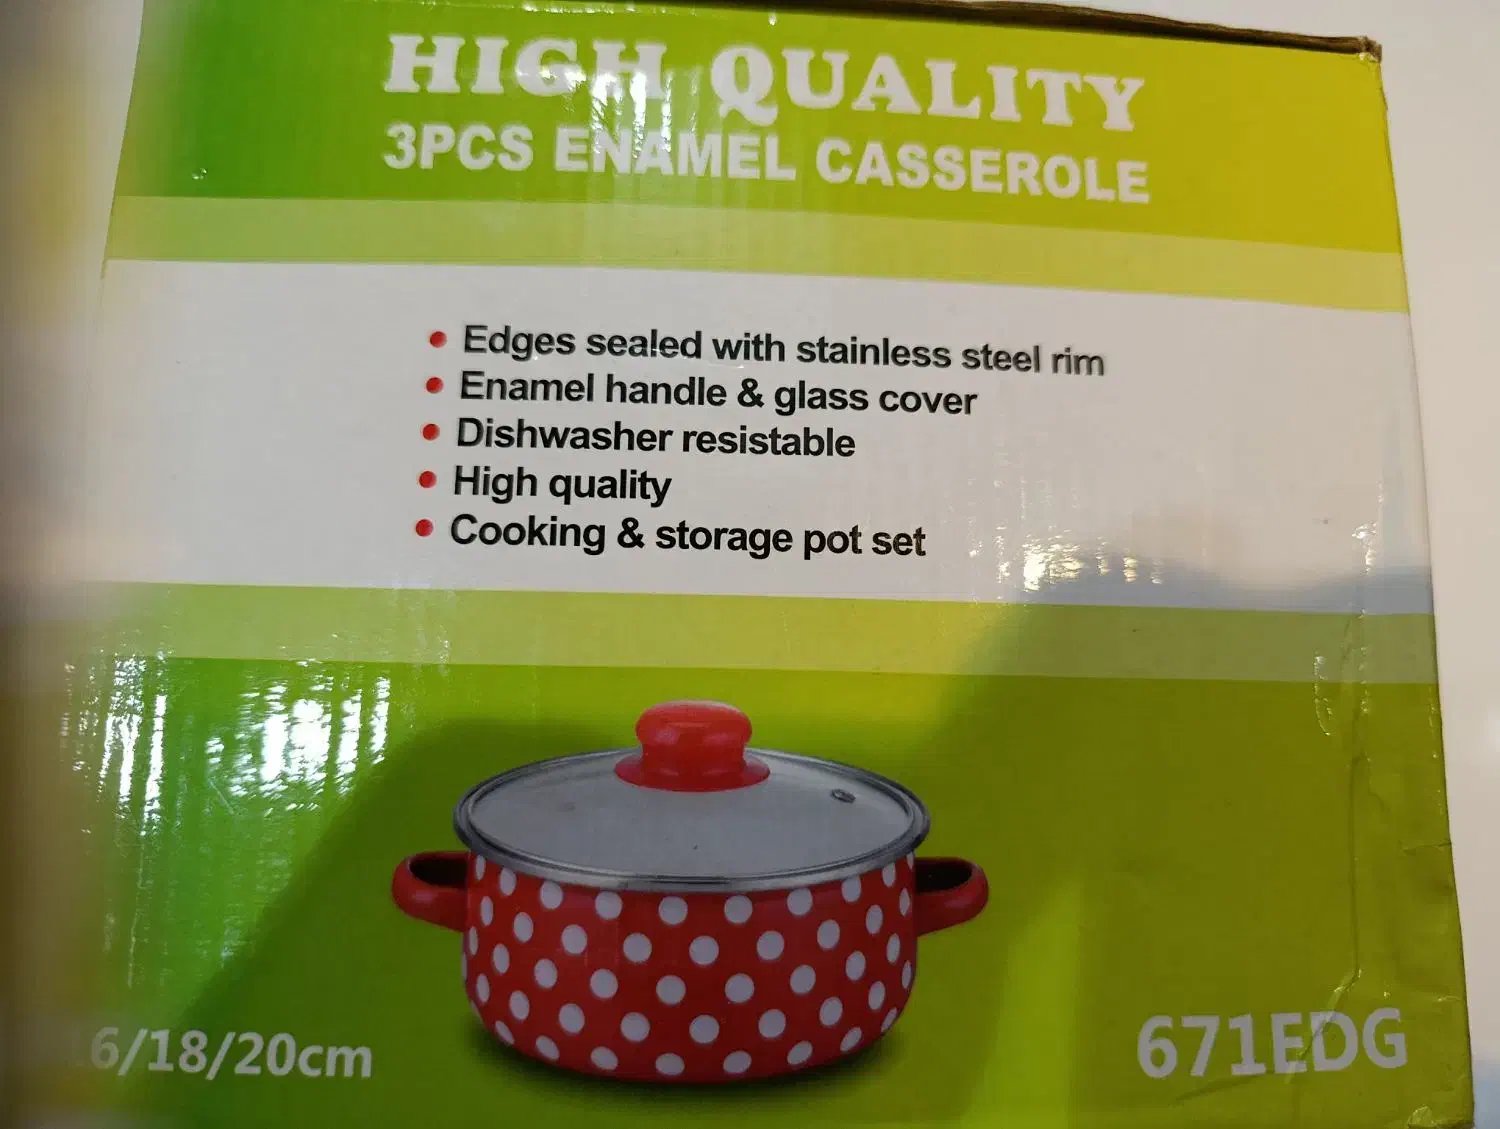 HIGH QUALITY
3PCS ENAMEL CASSEROLE
Edges sealed with stainless steel rim
Enamel handle & glass cover
Dishwasher resistable
High quality
Cooking & storage pot set
16/18/20cm
671EDG